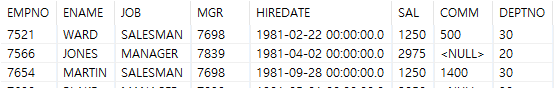 EMPNO ENAME JOB MGR HIREDATE SAL COMM DEPTNO
7521 WARD SALESMAN 7698 1981-02-22 00:00:00.0 1250 500 30
7566 JONES MANAGER 7839 1981-04-02 00:00:00.0 2975 <NULL> 20
7654 MARTIN SALESMAN 7698 1981-09-28 00:00:00.0 1250 1400 30